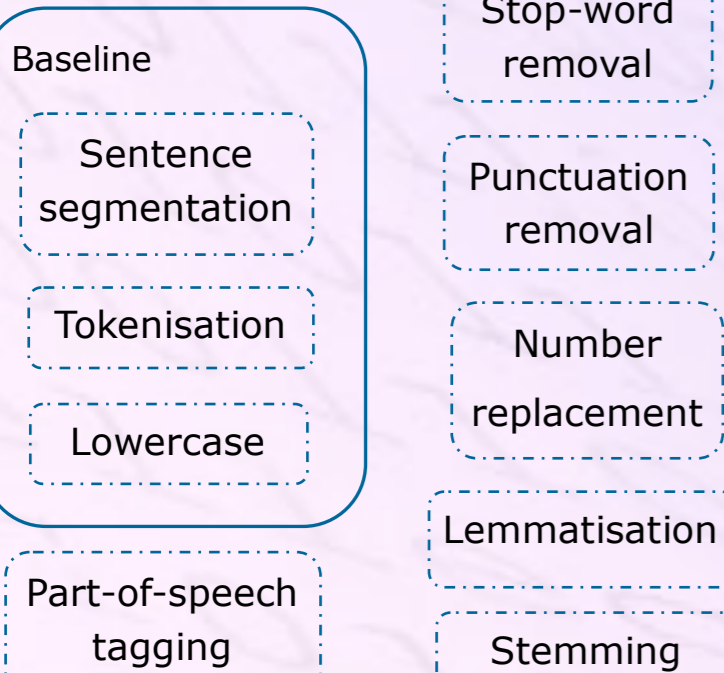 Baseline
Sentence
segmentation
Tokenisation
Lowercase
Part-of-speech
tagging
Stop-word
removal
Punctuation
removal
Number
replacement
Lemmatisation
Stemming